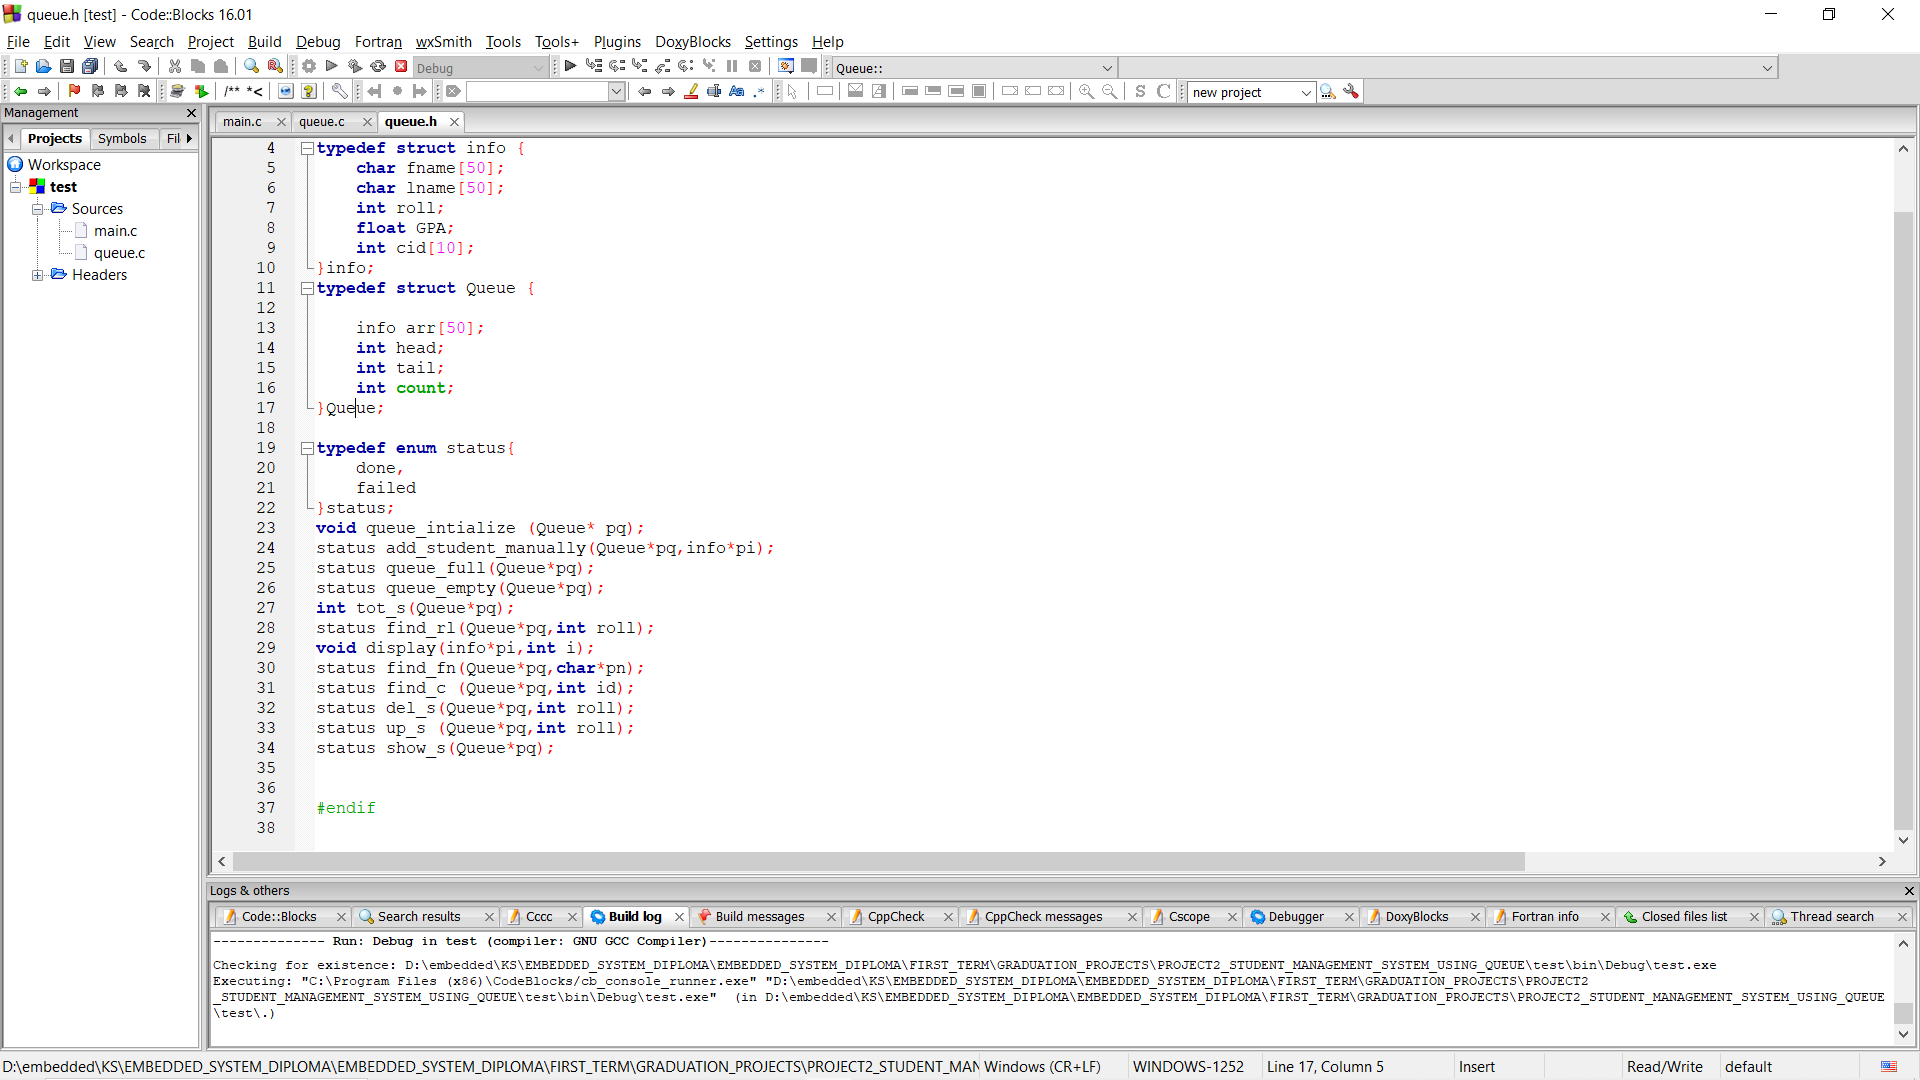 queue.h [test] - Code::Blocks 16.01
File Edit View Search Project Build Debug Fortran wxSmith Tools Tools+ Plugins DoxyBlocks Settings Help
Debug
Queue::
/** *<
Aa .*
S C
new project
Management
main.c queue.c queue.h
Projects Symbols Fil
Workspace
test
Sources
main.c
queue.c
Headers
4 typedef struct info {
5 char fname[50];
6 char lname[50];
7 int roll;
8 float GPA;
9 int cid[10];
10 }info;
11 typedef struct Queue {
12
13 info arr[50];
14 int head;
15 int tail;
16 int count;
17 }Queue;
18
19 typedef enum status{
20 done,
21 failed
22 }status;
23 void queue_intialize (Queue* pq);
24 status add_student_manually(Queue*pq,info*pi);
25 status queue_full(Queue*pq);
26 status queue_empty(Queue*pq);
27 int tot_s(Queue*pq);
28 status find_rl(Queue*pq,int roll);
29 void display(info*pi,int i);
30 status find_fn(Queue*pq,char*pn);
31 status find_c (Queue*pq,int id);
32 status del_s(Queue*pq,int roll);
33 status up_s (Queue*pq,int roll);
34 status show_s(Queue*pq);
35
36
37 #endif
38
Logs & others
Code::Blocks Search results Cccc Build log Build messages CppCheck CppCheck messages Cscope Debugger DoxyBlocks Fortran info Closed files list Thread search
-------------- Run: Debug in test (compiler: GNU GCC Compiler)---------------
Checking for existence: D:\embedded\KS\EMBEDDED_SYSTEM_DIPLOMA\EMBEDDED_SYSTEM_DIPLOMA\FIRST_TERM\GRADUATION_PROJECTS\PROJECT2_STUDENT_MANAGEMENT_SYSTEM_USING_QUEUE\test\bin\Debug\test.exe
Executing: "C:\Program Files (x86)\CodeBlocks/cb_console_runner.exe" "D:\embedded\KS\EMBEDDED_SYSTEM_DIPLOMA\EMBEDDED_SYSTEM_DIPLOMA\FIRST_TERM\GRADUATION_PROJECTS\PROJECT2
_STUDENT_MANAGEMENT_SYSTEM_USING_QUEUE\test\bin\Debug\test.exe" (in D:\embedded\KS\EMBEDDED_SYSTEM_DIPLOMA\EMBEDDED_SYSTEM_DIPLOMA\FIRST_TERM\GRADUATION_PROJECTS\PROJECT2_STUDENT_MANAGEMENT_SYSTEM_USING_QUEUE
\test\.)
D:\embedded\KS\EMBEDDED_SYSTEM_DIPLOMA\EMBEDDED_SYSTEM_DIPLOMA\FIRST_TERM\GRADUATION_PROJECTS\PROJECT2_STUDENT_MAN Windows (CR+LF) WINDOWS-1252 Line 17, Column 5 Insert Read/Write default